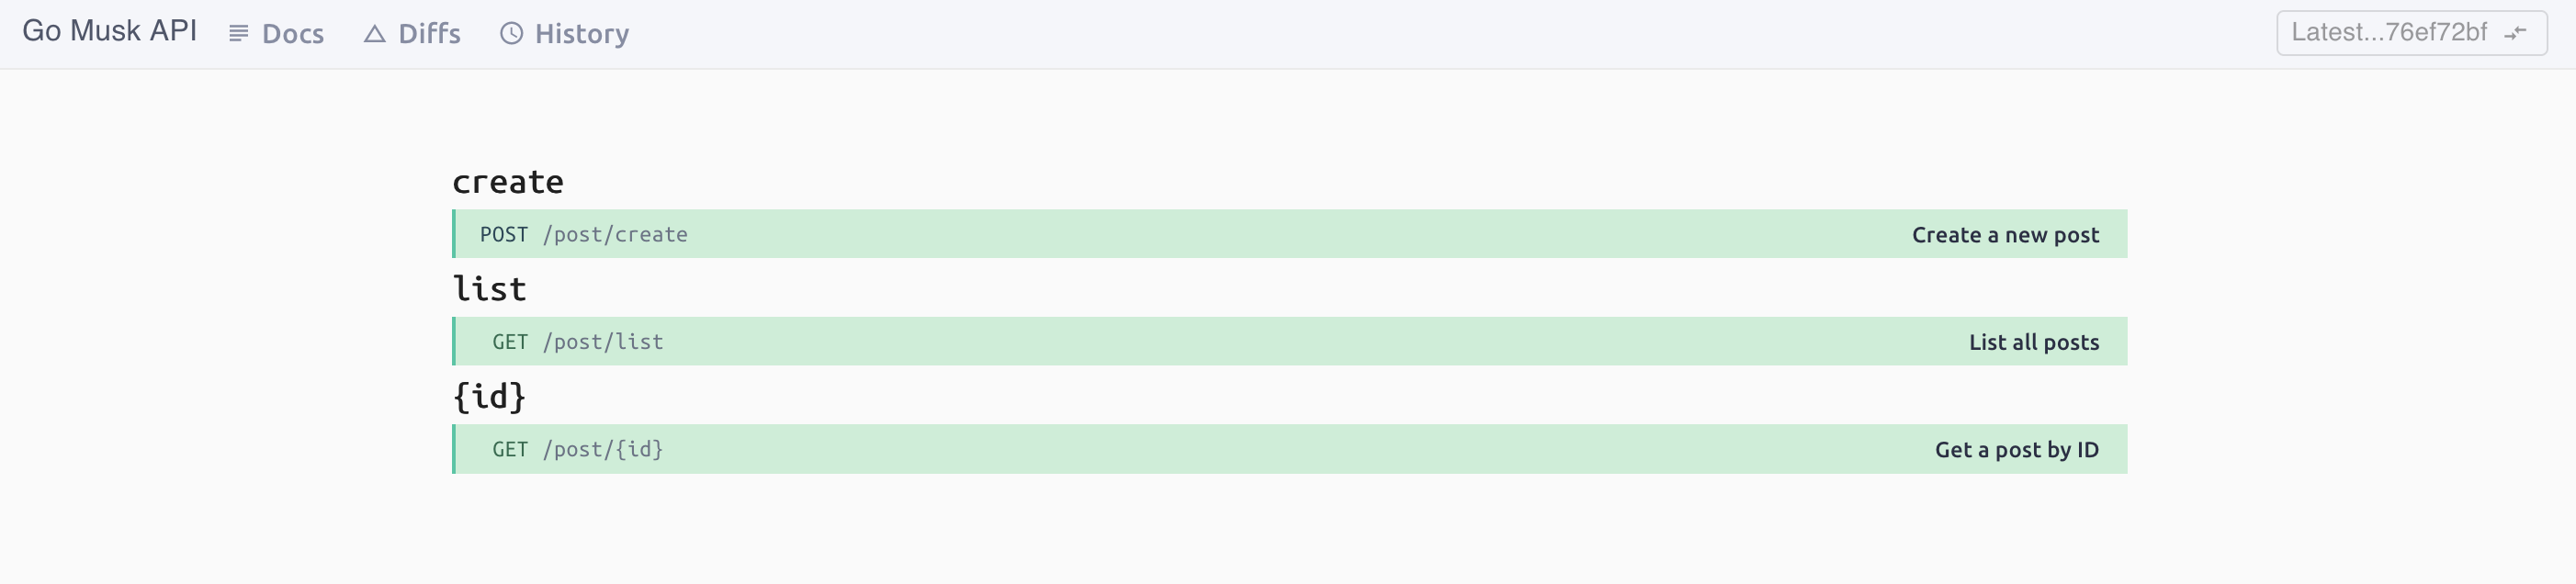 Go Musk API Docs Diffs History Latest...76ef72bf
create
POST /post/create Create a new post
list
GET /post/list List all posts
{id}
GET /post/{id} Get a post by ID